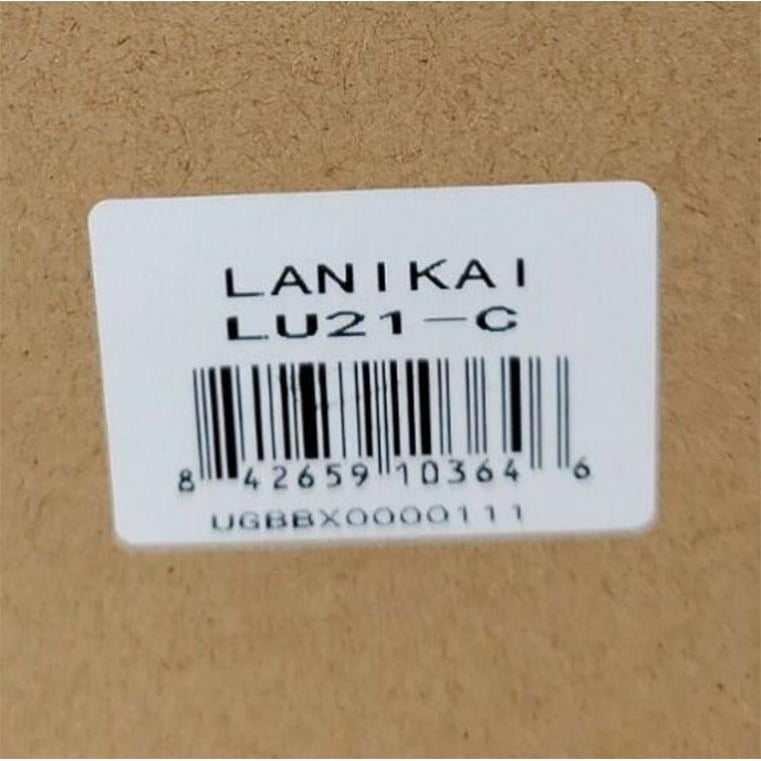 LANIKAI
LU21-C
8 42659 10364 6
UGBBX0000111